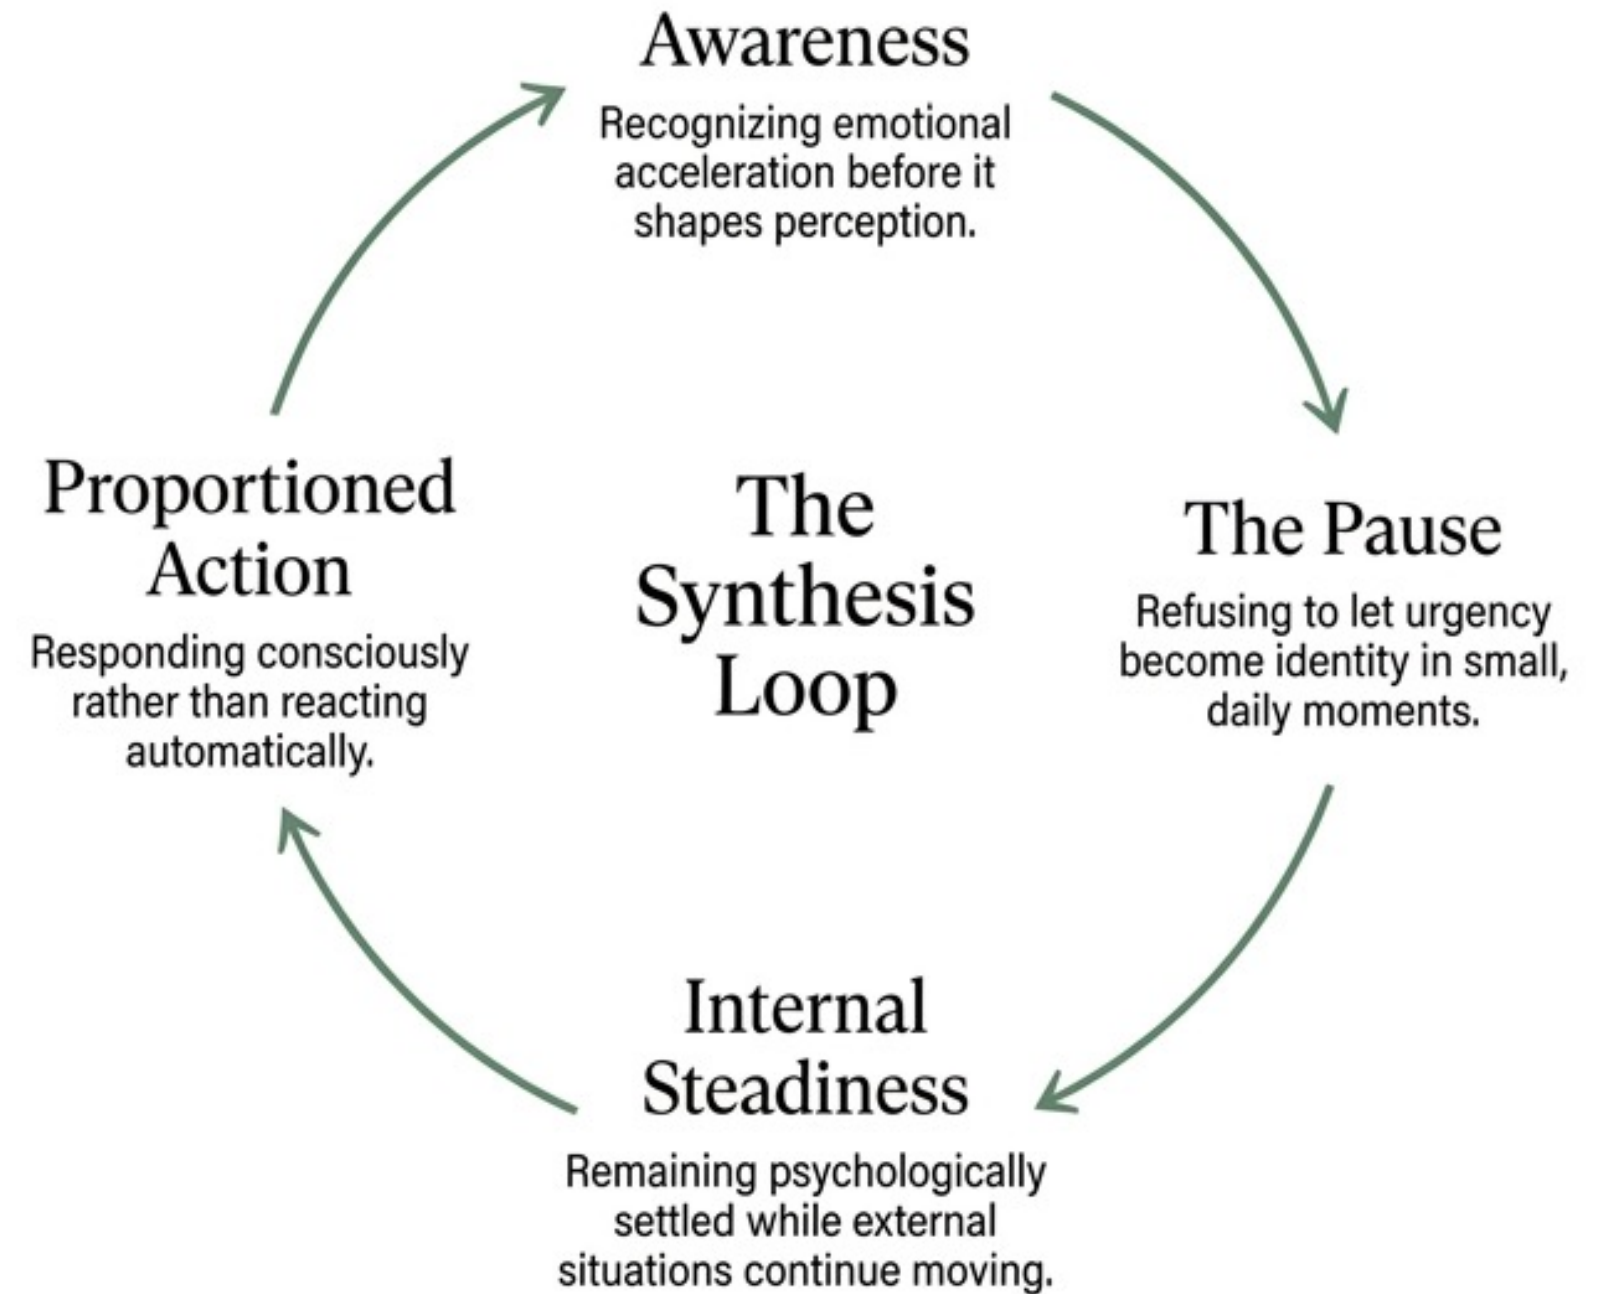 Awareness
Recognizing emotional
acceleration before it
shapes perception.
The Pause
Refusing to let urgency
become identity in small,
daily moments.
Internal
Steadiness
Remaining psychologically
settled while external
situations continue moving.
Proportioned
Action
Responding consciously
rather than reacting
automatically.
The
Synthesis
Loop